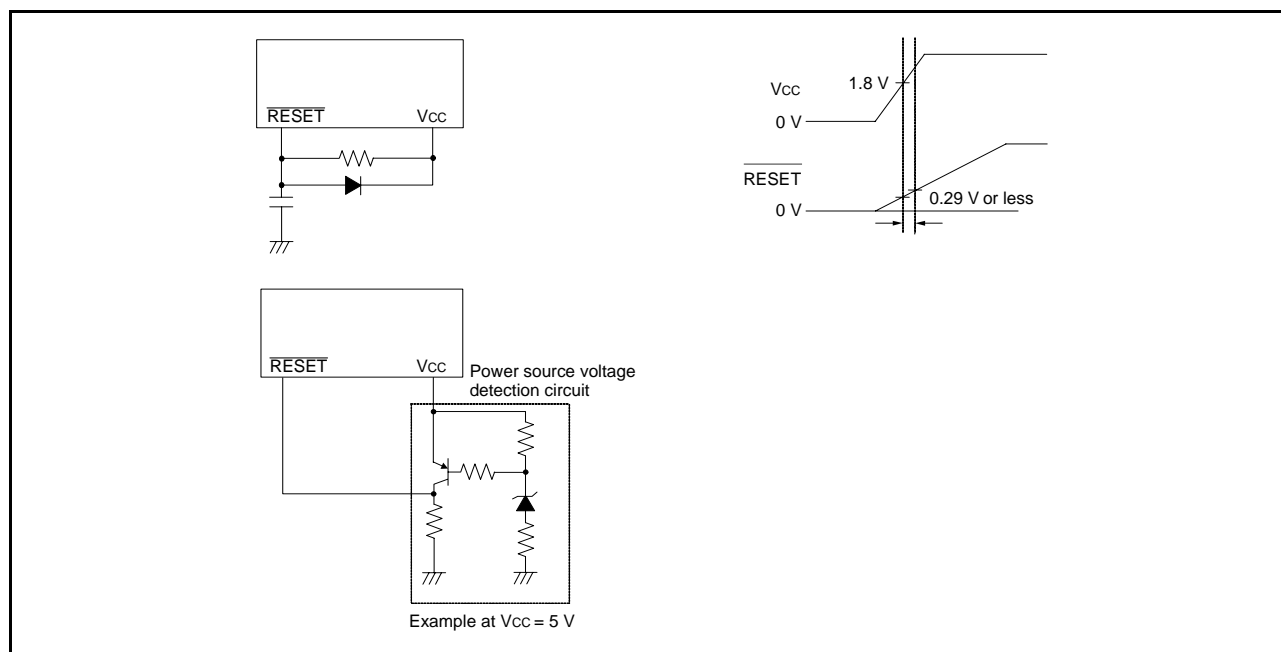 RESET VCC
VCC 1.8 V
0 V
RESET
0.29 V or less
0 V
RESET VCC
Power source voltage
detection circuit
Example at VCC = 5 V